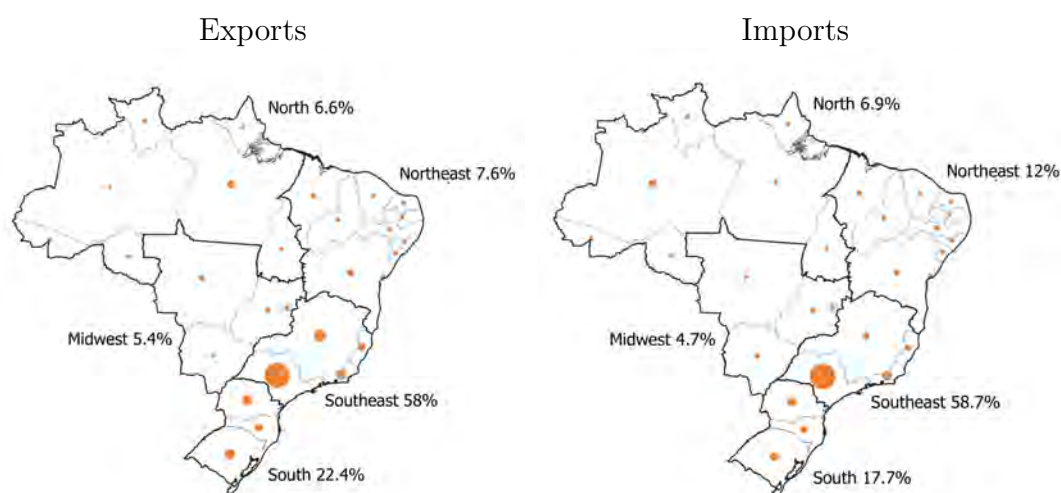 Exports
North 6.6%
Northeast 7.6%
Midwest 5.4%
Southeast 58%
South 22.4%
Imports
North 6.9%
Northeast 12%
Midwest 4.7%
Southeast 58.7%
South 17.7%